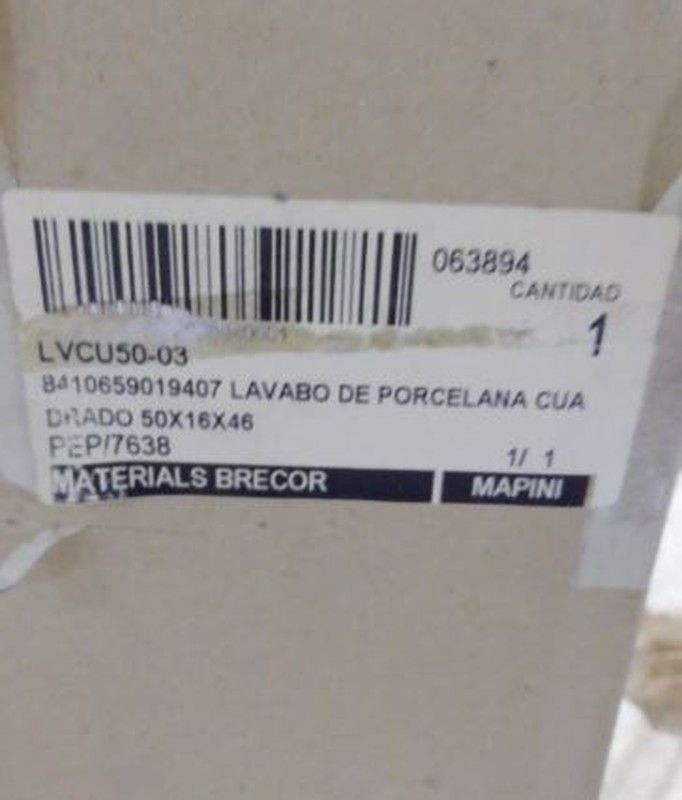 063894
CANTIDAD
1
LVCU50-03
8410659019407 LAVABO DE PORCELANA CUA
DRADO 50X16X46
PEP/7638
1/ 1
MATERIALS BRECOR
MAPINI